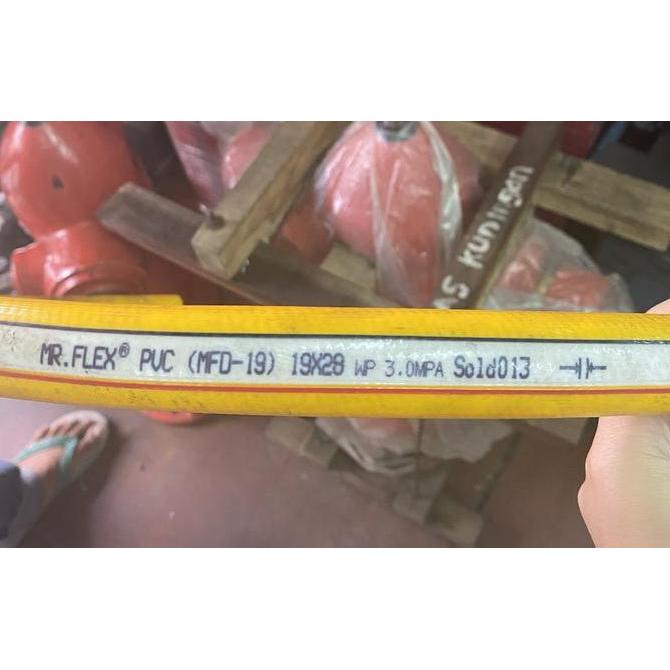 AS KUNINGAN
MR.FLEX® PVC (MFD-19) 19X28 WP 3.0MPA Sold013